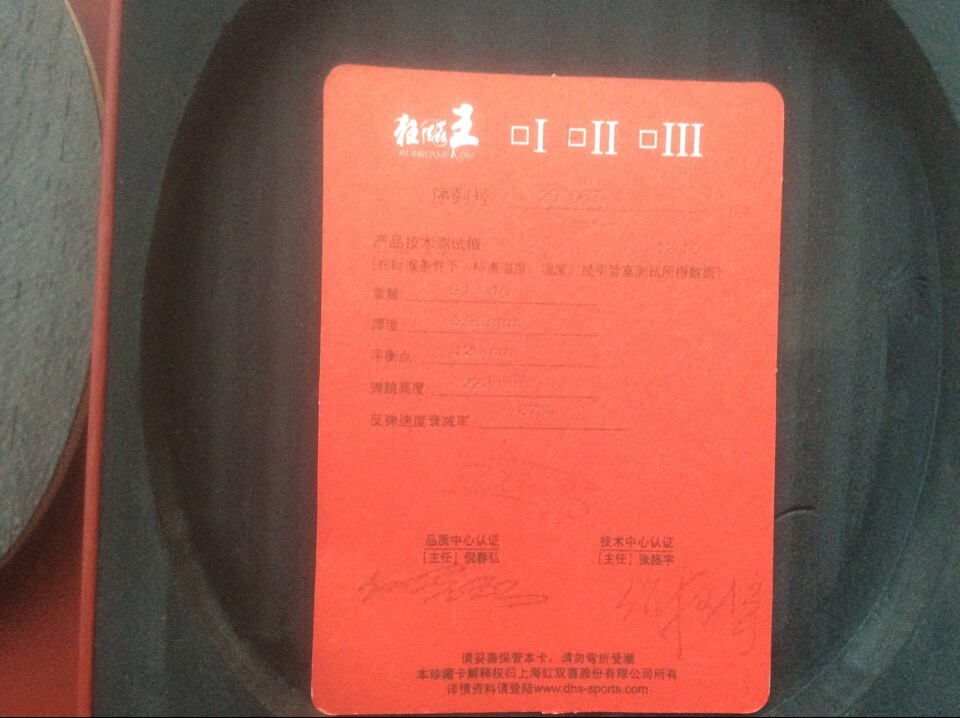 狂飚王 □I □II □III
HURRICANE KING
序列号:
产品技术测试值:
(在标准条件下，标准温度、湿度，经实验室测试所得数据)
重量:
厚度:
平衡点:
弹跳高度
反弹速度衰减率 67%
品质中心认证 技术中心认证
[主任] 倪春弘 [主任] 张扬宇
请妥善保管本卡，请勿弯折受潮
本珍藏卡解释权归上海红双喜股份有限公司所有
详情资料请登陆www.dhs-sports.com